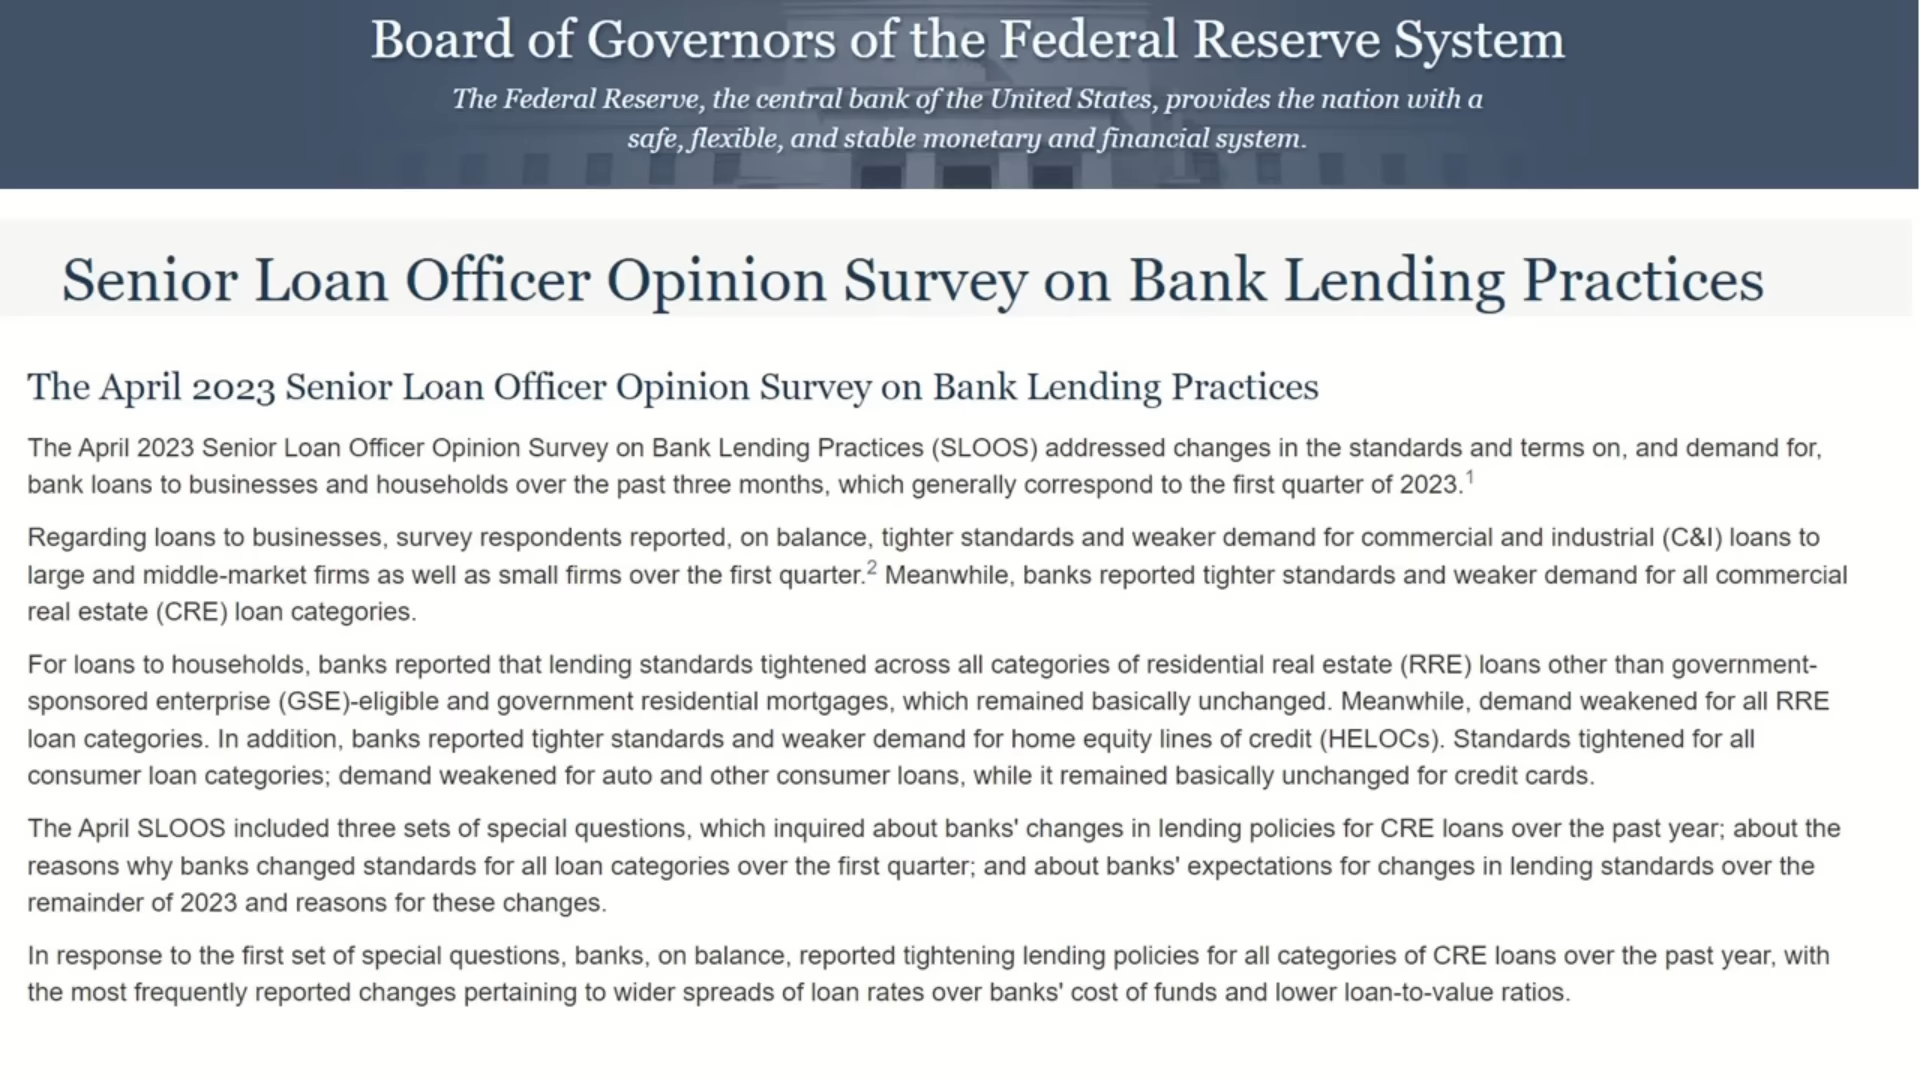 Board of Governors of the Federal Reserve System
The Federal Reserve, the central bank of the United States, provides the nation with a
safe, flexible, and stable monetary and financial system.
Senior Loan Officer Opinion Survey on Bank Lending Practices
The April 2023 Senior Loan Officer Opinion Survey on Bank Lending Practices
The April 2023 Senior Loan Officer Opinion Survey on Bank Lending Practices (SLOOS) addressed changes in the standards and terms on, and demand for,
bank loans to businesses and households over the past three months, which generally correspond to the first quarter of 2023.1
Regarding loans to businesses, survey respondents reported, on balance, tighter standards and weaker demand for commercial and industrial (C&I) loans to
large and middle-market firms as well as small firms over the first quarter.2 Meanwhile, banks reported tighter standards and weaker demand for all commercial
real estate (CRE) loan categories.
For loans to households, banks reported that lending standards tightened across all categories of residential real estate (RRE) loans other than government-
sponsored enterprise (GSE)-eligible and government residential mortgages, which remained basically unchanged. Meanwhile, demand weakened for all RRE
loan categories. In addition, banks reported tighter standards and weaker demand for home equity lines of credit (HELOCs). Standards tightened for all
consumer loan categories; demand weakened for auto and other consumer loans, while it remained basically unchanged for credit cards.
The April SLOOS included three sets of special questions, which inquired about banks' changes in lending policies for CRE loans over the past year; about the
reasons why banks changed standards for all loan categories over the first quarter; and about banks' expectations for changes in lending standards over the
remainder of 2023 and reasons for these changes.
In response to the first set of special questions, banks, on balance, reported tightening lending policies for all categories of CRE loans over the past year, with
the most frequently reported changes pertaining to wider spreads of loan rates over banks' cost of funds and lower loan-to-value ratios.